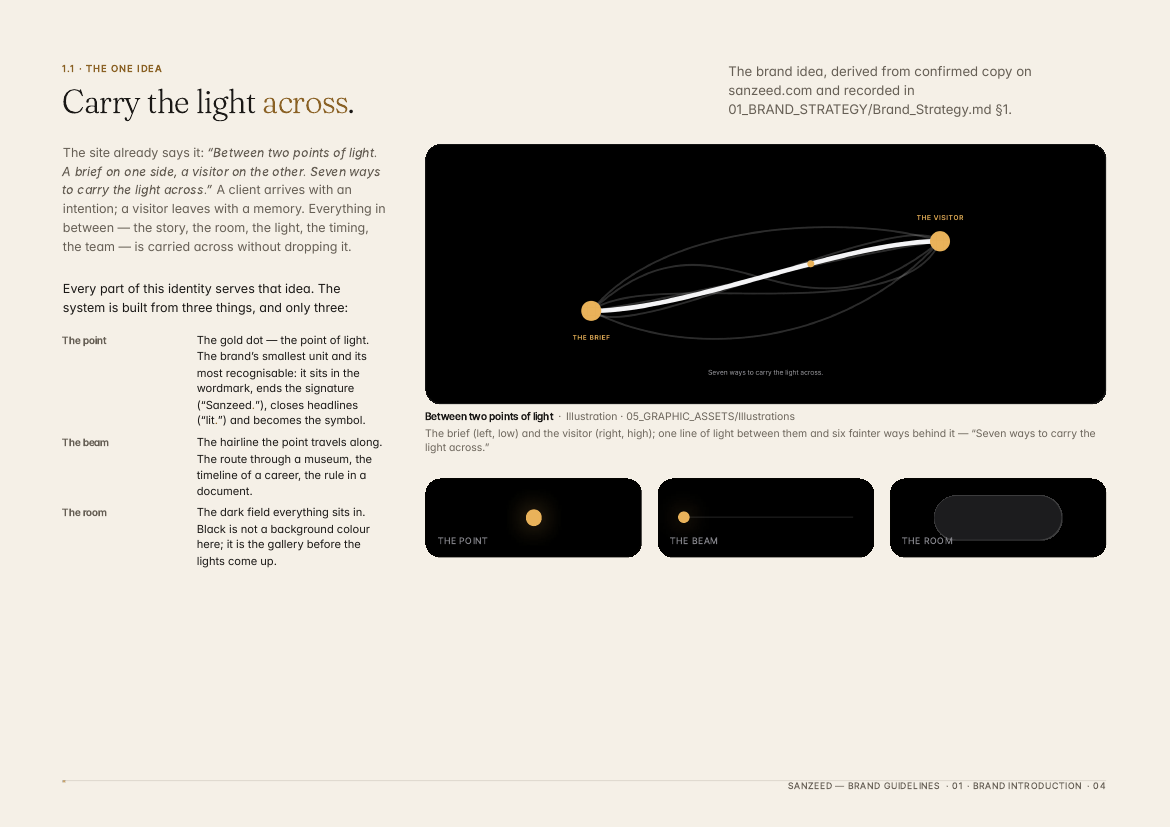 1.1 · THE ONE IDEA
Carry the light across.
The brand idea, derived from confirmed copy on
sanzeed.com and recorded in
01_BRAND_STRATEGY/Brand_Strategy.md §1.
The site already says it: “Between two points of light.
A brief on one side, a visitor on the other. Seven ways
to carry the light across.” A client arrives with an
intention; a visitor leaves with a memory. Everything in
between — the story, the room, the light, the timing,
the team — is carried across without dropping it.
Every part of this identity serves that idea. The
system is built from three things, and only three:
The point
The gold dot — the point of light.
The brand’s smallest unit and its
most recognisable: it sits in the
wordmark, ends the signature
(“Sanzeed.”), closes headlines
(“lit.”) and becomes the symbol.
The beam
The hairline the point travels along.
The route through a museum, the
timeline of a career, the rule in a
document.
The room
The dark field everything sits in.
Black is not a background colour
here; it is the gallery before the
lights come up.
THE VISITOR
THE BRIEF
Seven ways to carry the light across.
Between two points of light · Illustration · 05_GRAPHIC_ASSETS/Illustrations
The brief (left, low) and the visitor (right, high); one line of light between them and six fainter ways behind it — “Seven ways to carry the
light across.”
THE POINT
THE BEAM
THE ROOM
SANZEED — BRAND GUIDELINES · 01 · BRAND INTRODUCTION · 04